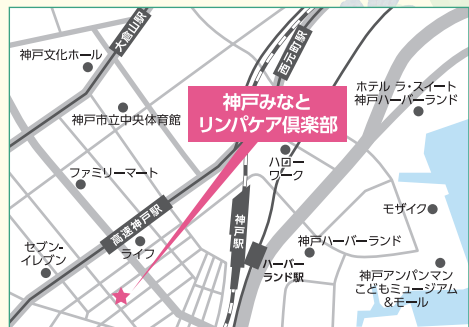 大倉山駅
西元町駅
神戸文化ホール
神戸みなと
リンパケア倶楽部
ホテル ラ・スイート
神戸ハーバーランド
神戸市立中央体育館
ハロー
ワーク
ファミリーマート
高速神戸駅
神戸駅
モザイク
セブン-
イレブン
ライフ
ハーバー
ランド駅
神戸ハーバーランド
神戸アンパンマン
こどもミュージアム
&モール